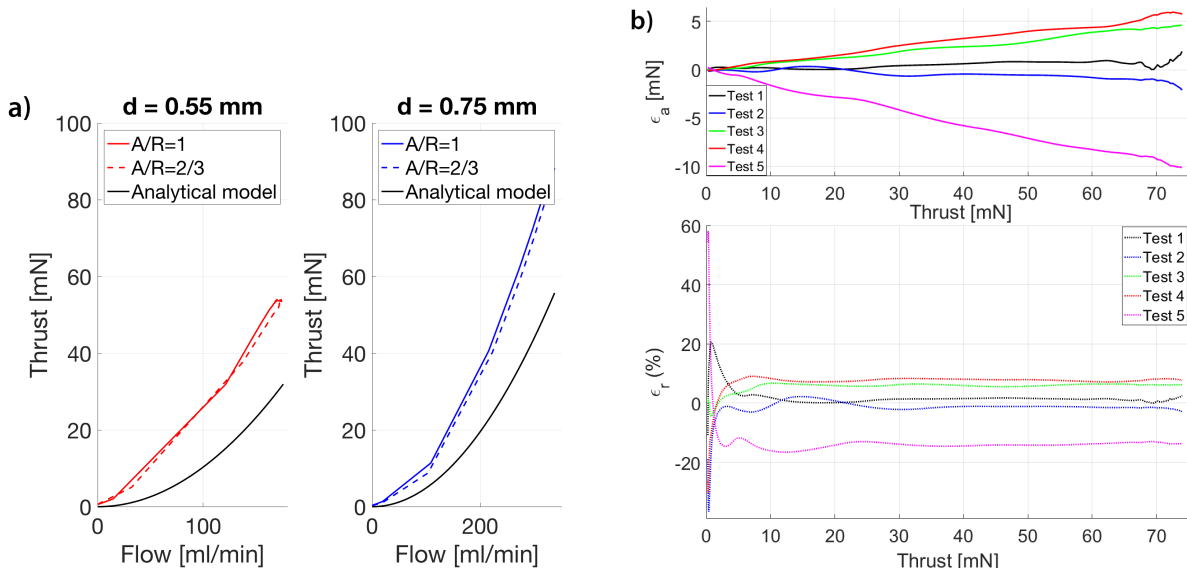 a)
d = 0.55 mm
100
80
60
40
20
0
0
100
Thrust [mN]
Flow [ml/min]
A/R=1
A/R=2/3
Analytical model
d = 0.75 mm
100
80
60
40
20
0
0
200
Thrust [mN]
Flow [ml/min]
A/R=1
A/R=2/3
Analytical model
b)
5
0
-5
-10
ϵa [mN]
Test 1
Test 2
Test 3
Test 4
Test 5
0 10 20 30 40 50 60 70
Thrust [mN]
60
40
20
0
-20
ϵr (%)
Test 1
Test 2
Test 3
Test 4
Test 5
0 10 20 30 40 50 60 70
Thrust [mN]